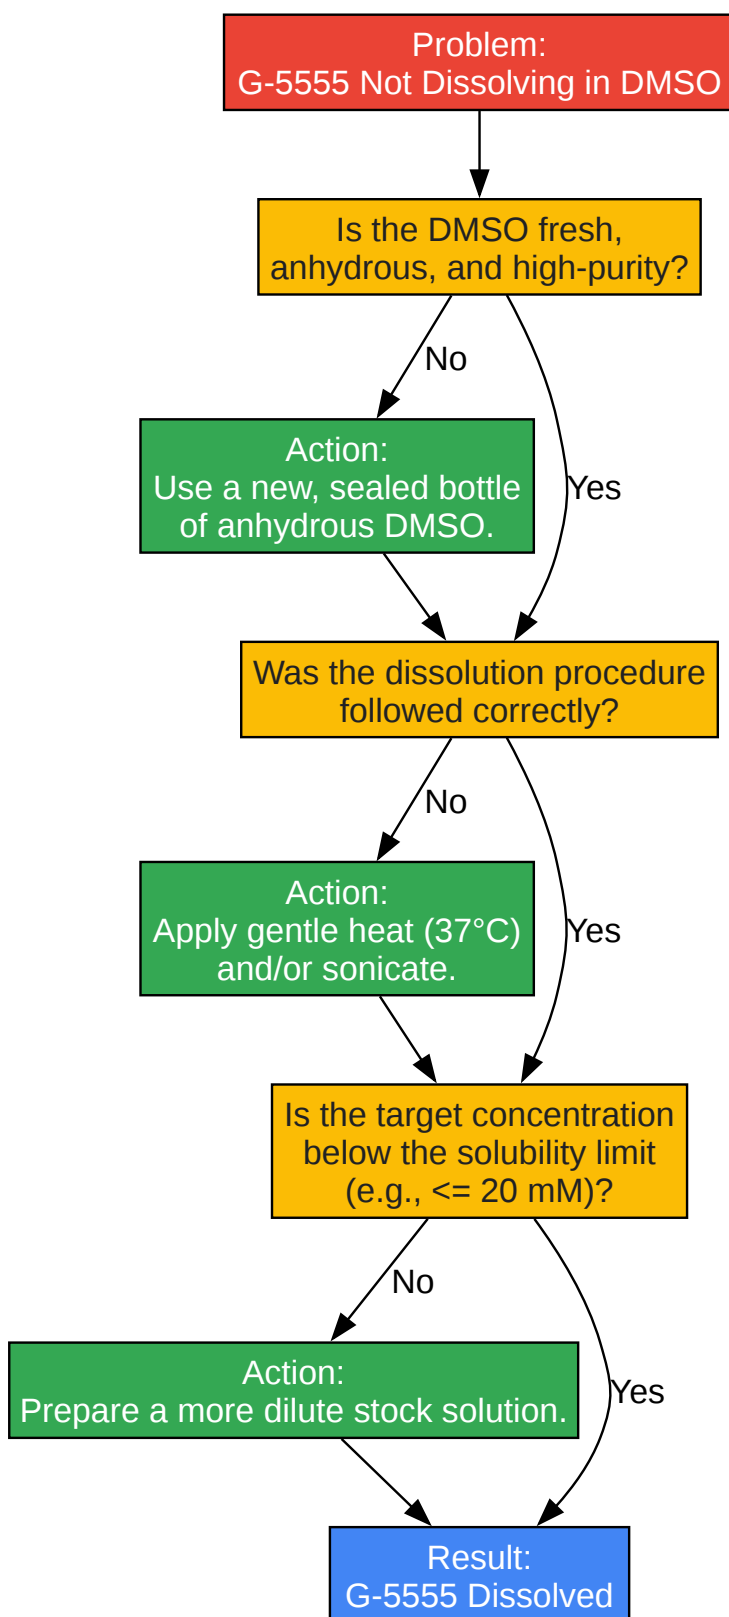 Problem:
G-5555 Not Dissolving in DMSO
Is the DMSO fresh,
anhydrous, and high-purity?
No
Action:
Use a new, sealed bottle
of anhydrous DMSO.
Yes
Was the dissolution procedure
followed correctly?
No
Action:
Apply gentle heat (37°C)
and/or sonicate.
Yes
Is the target concentration
below the solubility limit
(e.g., <= 20 mM)?
No
Action:
Prepare a more dilute stock solution.
Yes
Result:
G-5555 Dissolved